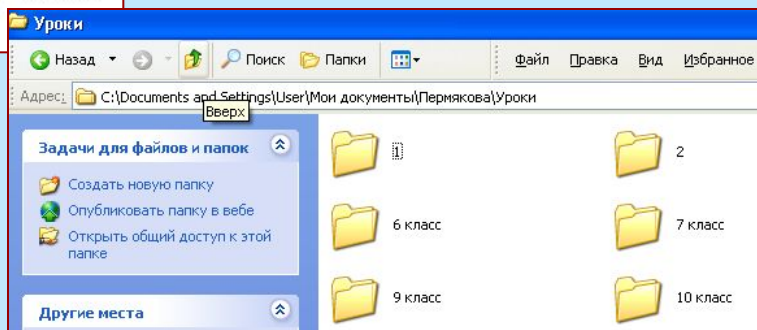 Уроки
Назад Поиск Папки Файл Правка Вид Избранное
Адрес: C:\Documents and Settings\User\Мои документы\Пермякова\Уроки
Вверх
Задачи для файлов и папок
Создать новую папку
Опубликовать папку в вебе
Открыть общий доступ к этой
папке
Другие места
1 2
6 класс 7 класс
9 класс 10 класс